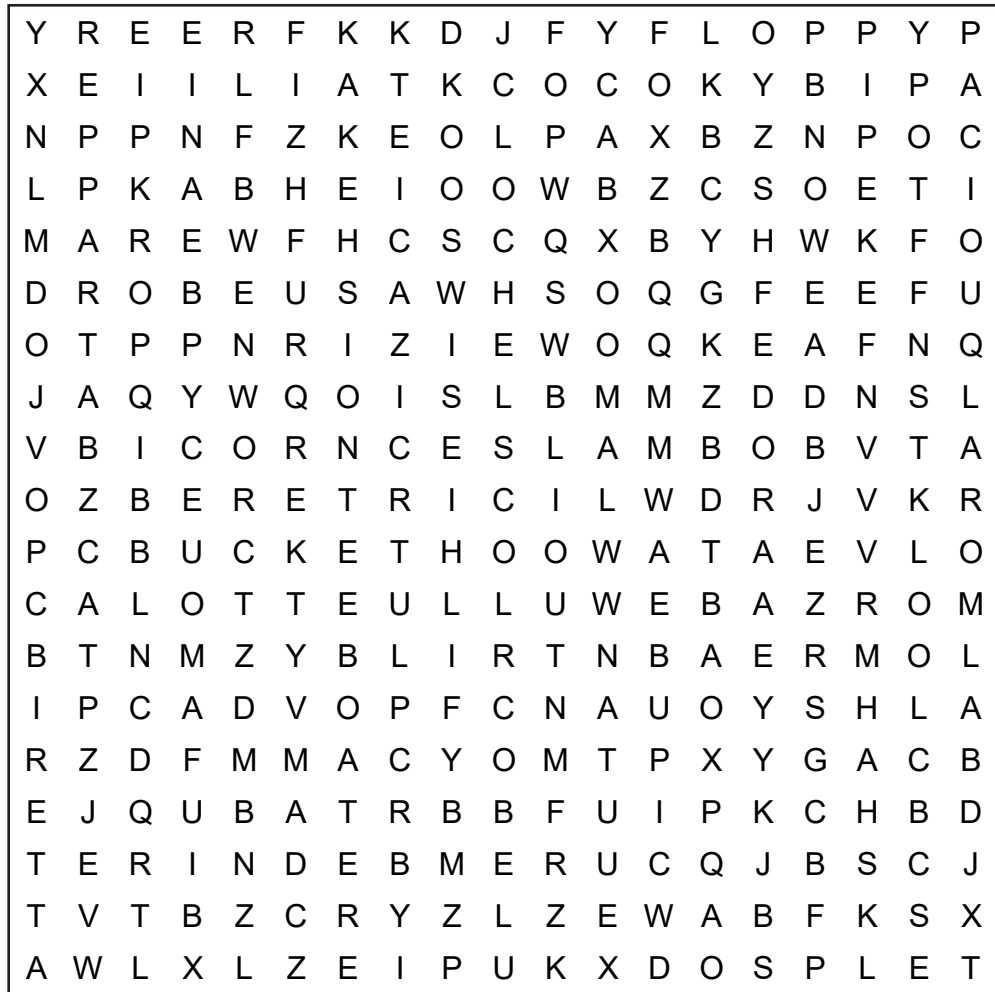 Y R E E R F K K D J F Y F L O P P Y P
X E I I L I A T K C O C O K Y B I P A
N P P N F Z K E O L P A X B Z N P O C
L P K A B H E I O O W B Z C S O E T I
M A R E W F H C S C Q X B Y H W K F O
D R O B E U S A W H S O Q G F E E F U
O T P P N R I Z I E W O Q K E A F N Q
J A Q Y W Q O I S L B M M Z D D N S L
V B I C O R N C E S L A M B O B V T A
O Z B E R E T R I C I L W D R J V K R
P C B U C K E T H O O W A T A E V L O
C A L O T T E U L L U W E B A Z R O M
B T N M Z Y B L I R T N B A E R M O L
I P C A D V O P F C N A U O Y S H L A
R Z D F M M A C Y O M T P X Y G A C B
E J Q U B A T R B B F U I P K C H B D
T E R I N D E B M E R U C Q J B S C J
T V T B Z C R Y Z L Z E W A B F K S X
A W L X L Z E I P U K X D O S P L E T